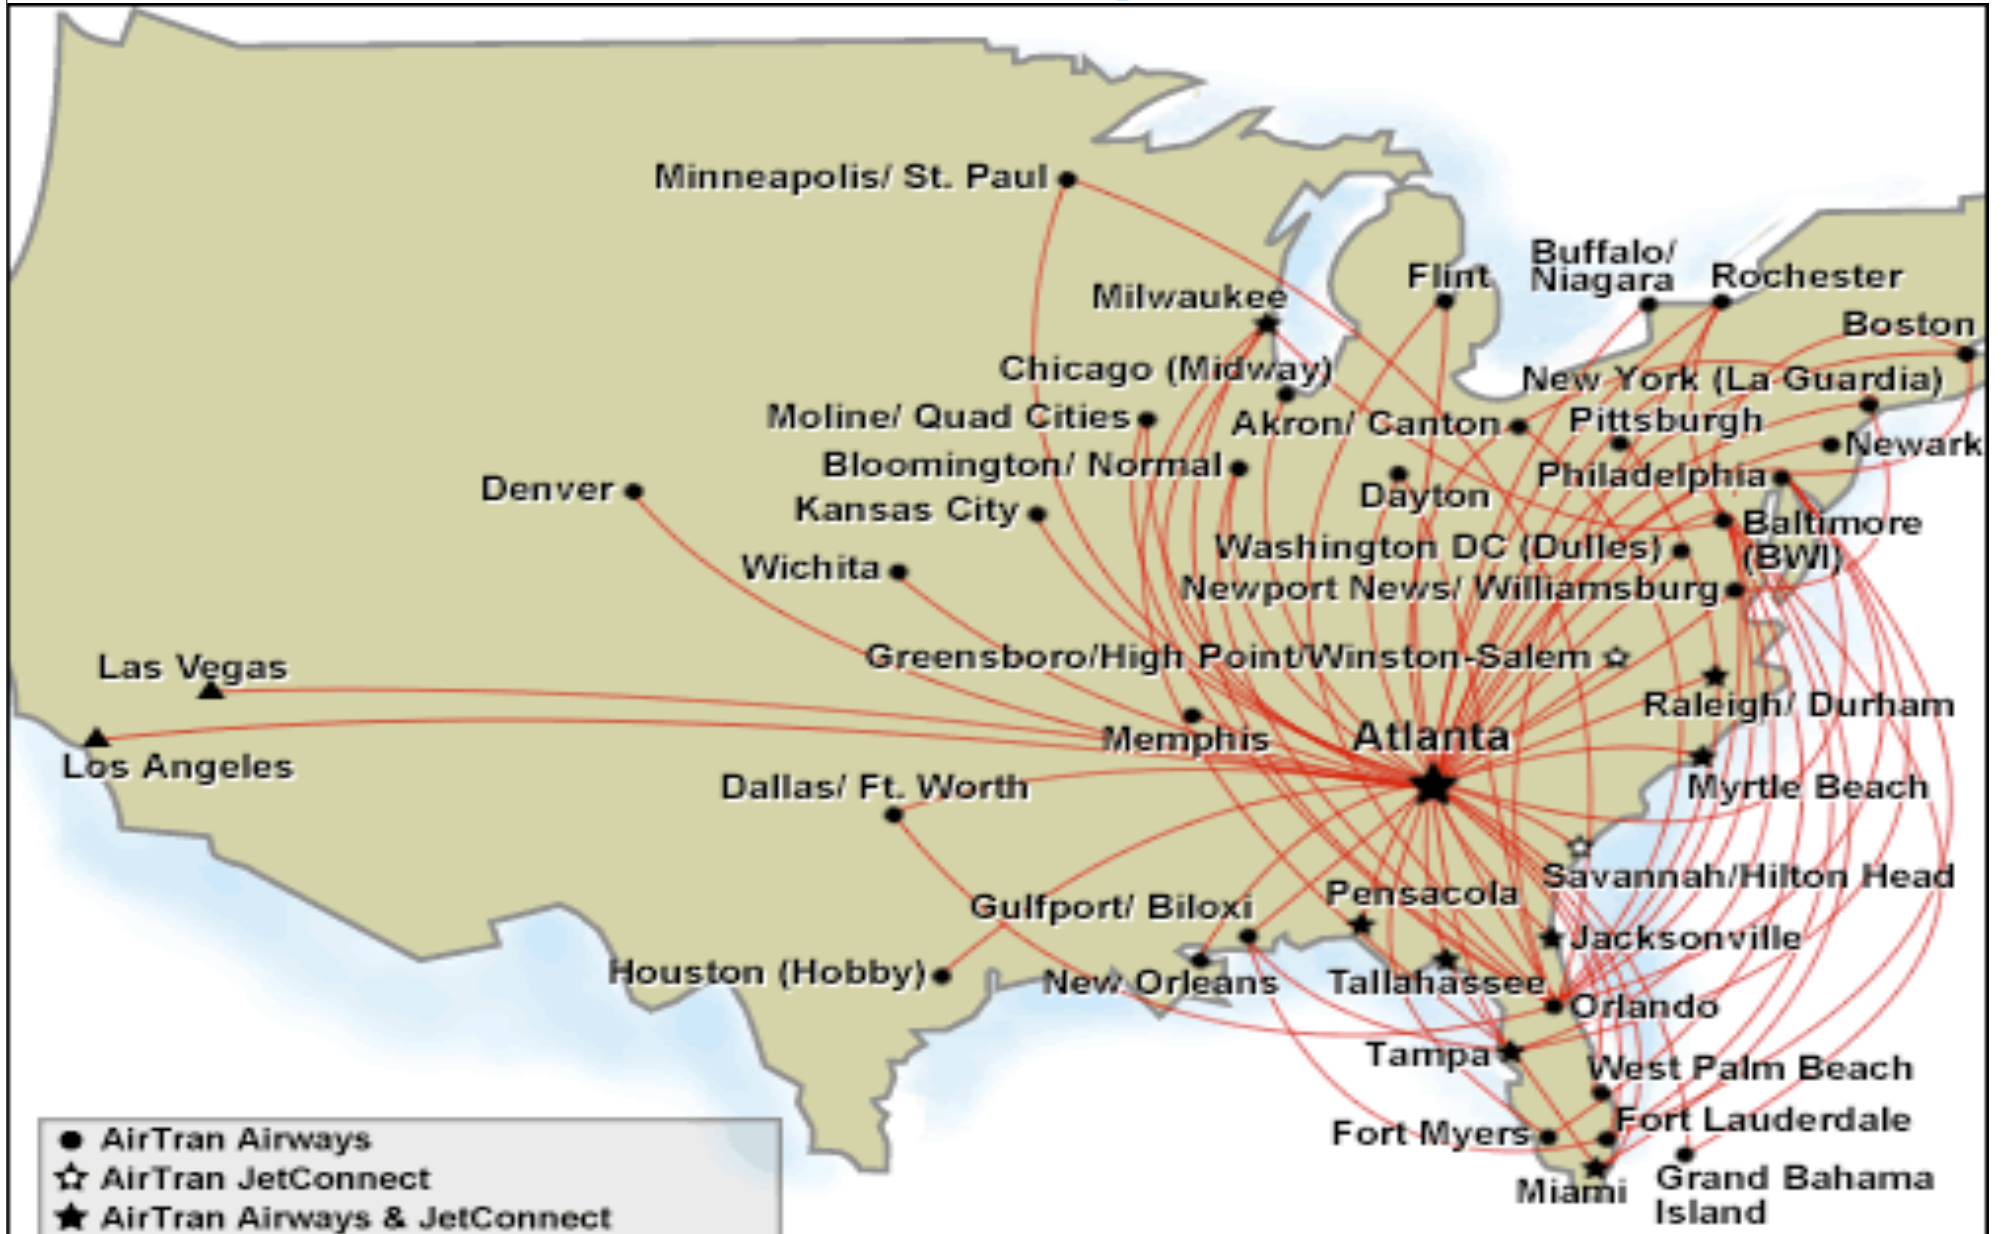 Minneapolis/ St. Paul
Buffalo/
Niagara
Flint
Rochester
Milwaukee
Boston
Chicago (Midway)
New York (La Guardia)
Moline/ Quad Cities
Akron/ Canton
Pittsburgh
Newark
Bloomington/ Normal
Philadelphia
Denver
Dayton
Kansas City
Baltimore
(BWI)
Washington DC (Dulles)
Wichita
Newport News/ Williamsburg
Greensboro/High Point/Winston-Salem
Las Vegas
Raleigh/ Durham
Memphis
Atlanta
Los Angeles
Dallas/ Ft. Worth
Myrtle Beach
Savannah/Hilton Head
Pensacola
Gulfport/ Biloxi
Jacksonville
Houston (Hobby)
New Orleans
Tallahassee
Orlando
Tampa
West Palm Beach
Fort Lauderdale
Fort Myers
Miami
Grand Bahama
Island
AirTran Airways
AirTran JetConnect
AirTran Airways & JetConnect